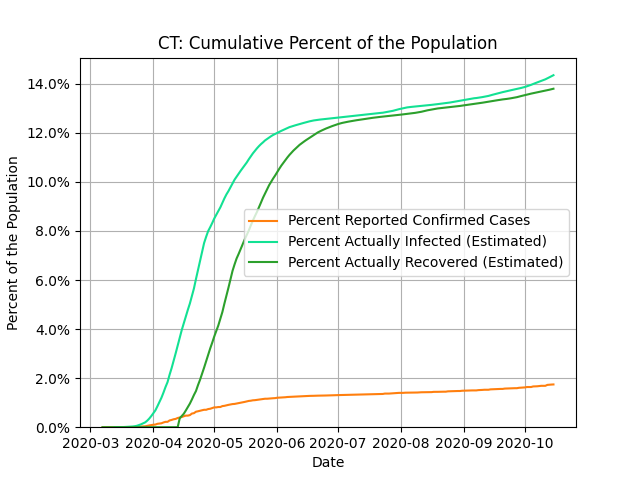 CT: Cumulative Percent of the Population
14.0%
12.0%
10.0%
8.0%
6.0%
4.0%
2.0%
0.0%
Percent of the Population
Percent Reported Confirmed Cases
Percent Actually Infected (Estimated)
Percent Actually Recovered (Estimated)
2020-03 2020-04 2020-05 2020-06 2020-07 2020-08 2020-09 2020-10
Date